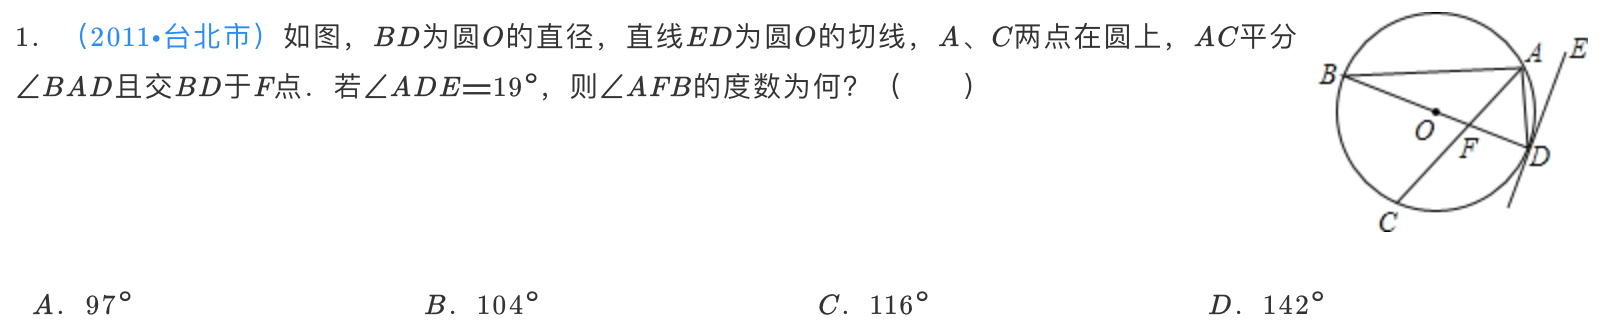 1. （2011•台北市）如图，BD为圆O的直径，直线ED为圆O的切线，A、C两点在圆上，AC平分
∠BAD且交BD于F点．若∠ADE=19°，则∠AFB的度数为何？（　　）
A
E
B
O
F
D
C
A. 97°
B. 104°
C. 116°
D. 142°